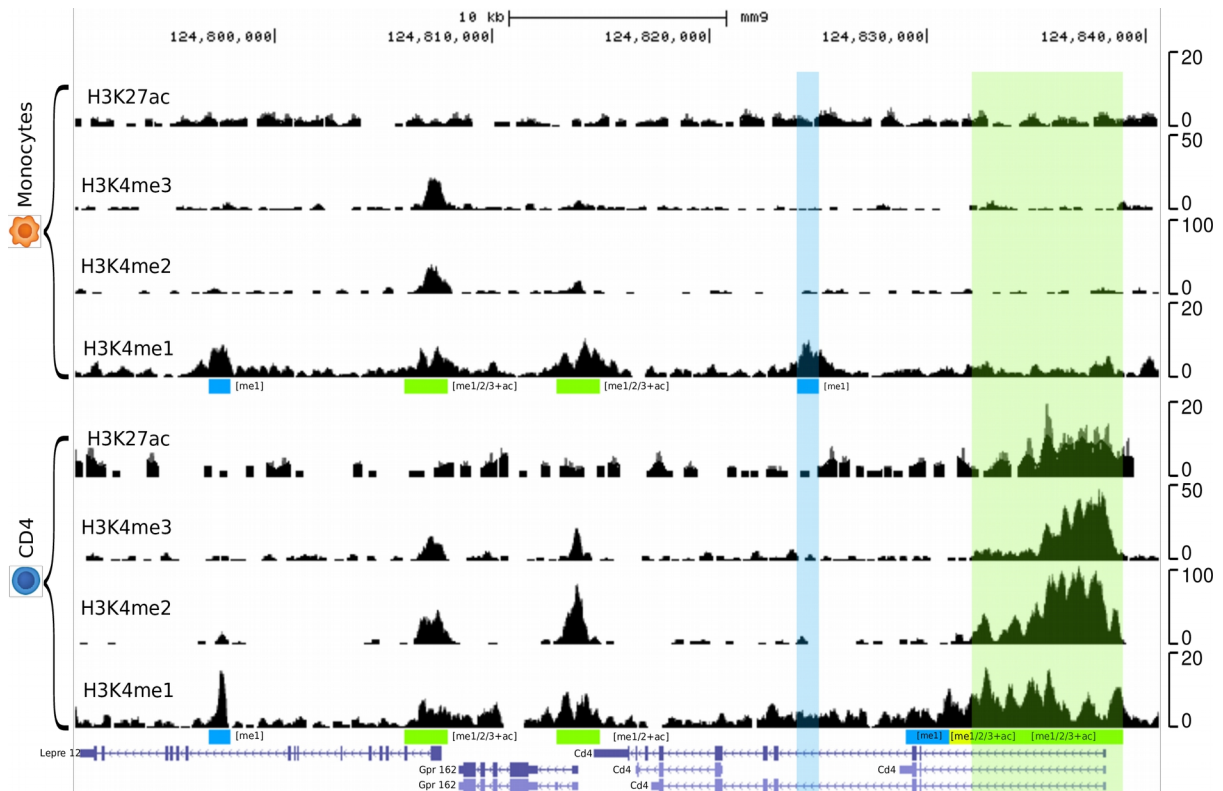 10 kb mm9
124,800,000 124,810,000 124,820,000 124,830,000 124,840,000
Monocytes
H3K27ac 20 0
H3K4me3 50 0
H3K4me2 100 0
H3K4me1 20 0
[me1] [me1/2/3+ac] [me1/2/3+ac] [me1]
CD4
H3K27ac 20 0
H3K4me3 50 0
H3K4me2 100 0
H3K4me1 20 0
[me1] [me1/2/3+ac] [me1/2+ac] [me1] [me1/2/3+ac] [me1/2/3+ac]
Lepre 12 Cd4
Gpr 162 Cd4 Cd4
Gpr 162 Cd4